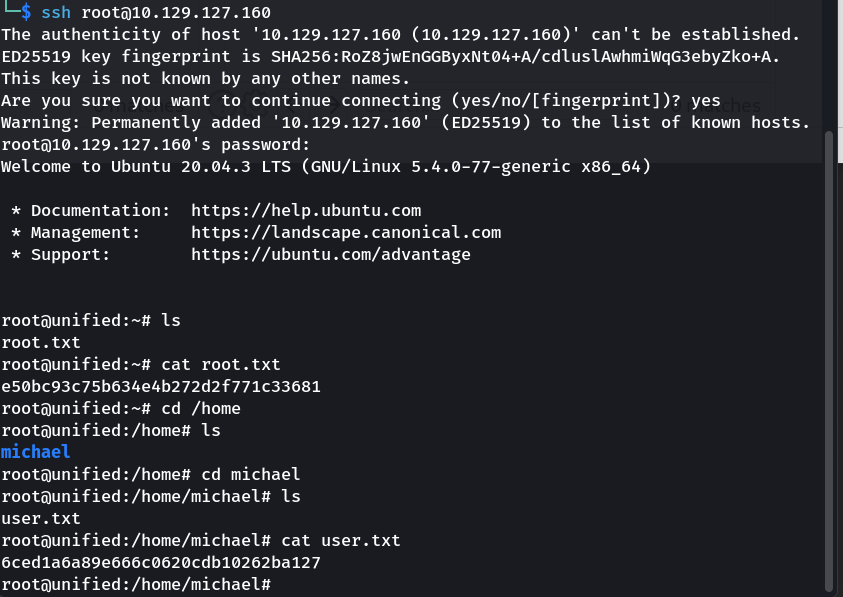 $ ssh root@10.129.127.160
The authenticity of host '10.129.127.160 (10.129.127.160)' can't be established.
ED25519 key fingerprint is SHA256:RoZ8jwEnGGByxNt04+A/cdluslAwhmiWqG3ebyZko+A.
This key is not known by any other names.
Are you sure you want to continue connecting (yes/no/[fingerprint])? yes
Warning: Permanently added '10.129.127.160' (ED25519) to the list of known hosts.
root@10.129.127.160's password:
Welcome to Ubuntu 20.04.3 LTS (GNU/Linux 5.4.0-77-generic x86_64)

 * Documentation:  https://help.ubuntu.com
 * Management:     https://landscape.canonical.com
 * Support:        https://ubuntu.com/advantage

root@unified:~# ls
root.txt
root@unified:~# cat root.txt
e50bc93c75b634e4b272d2f771c33681
root@unified:~# cd /home
root@unified:/home# ls
michael
root@unified:/home# cd michael
root@unified:/home/michael# ls
user.txt
root@unified:/home/michael# cat user.txt
6ced1a6a89e666c0620cdb10262ba127
root@unified:/home/michael#